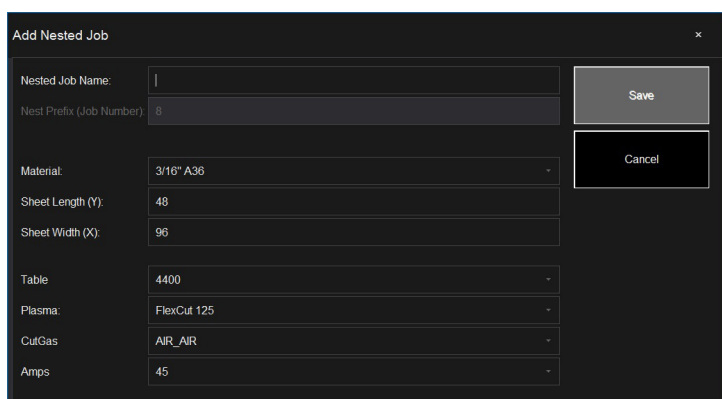 Add Nested Job ×
Nested Job Name:
Save
Nest Prefix (Job Number): 8
Cancel
Material: 3/16" A36
Sheet Length (Y): 48
Sheet Width (X): 96
Table 4400
Plasma: FlexCut 125
CutGas AIR_AIR
Amps 45